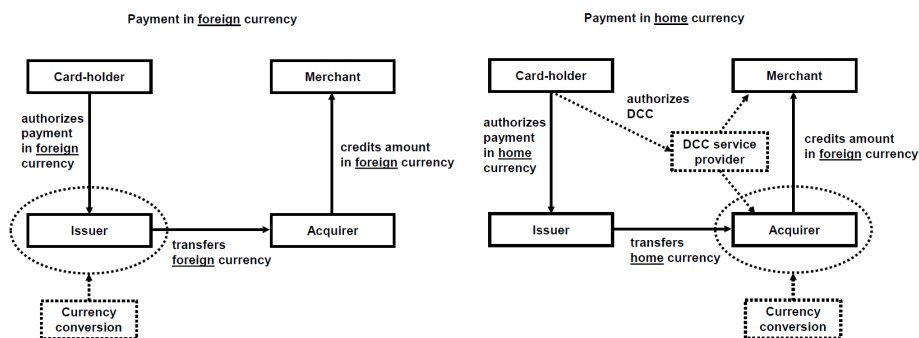 Payment in foreign currency
Card-holder
Merchant
authorizes
payment
in foreign
currency
credits amount
in foreign currency
Issuer
Acquirer
transfers
foreign currency
Currency
conversion
Payment in home currency
Card-holder
Merchant
authorizes
DCC
authorizes
payment
in home
currency
DCC service
provider
credits amount
in foreign currency
Issuer
Acquirer
transfers
home currency
Currency
conversion